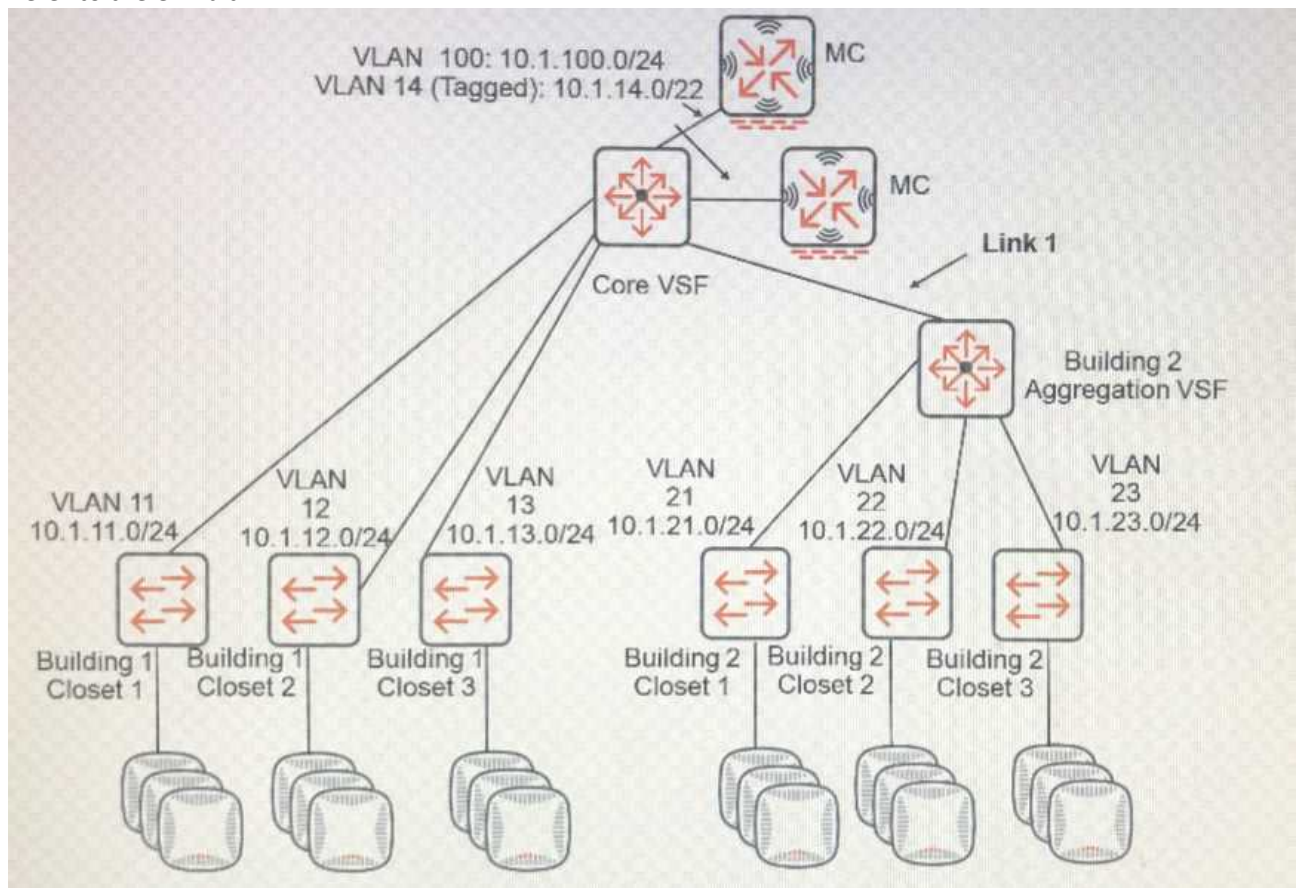 VLAN 100: 10.1.100.0/24
VLAN 14 (Tagged): 10.1.14.0/22
MC
MC
Link 1
Core VSF
Building 2
Aggregation VSF
VLAN 11
10.1.11.0/24
VLAN
12
10.1.12.0/24
VLAN
13
10.1.13.0/24
VLAN
21
10.1.21.0/24
VLAN
22
10.1.22.0/24
VLAN
23
10.1.23.0/24
Building 1
Closet 1
Building 1
Closet 2
Building 1
Closet 3
Building 2
Closet 1
Building 2
Closet 2
Building 2
Closet 3